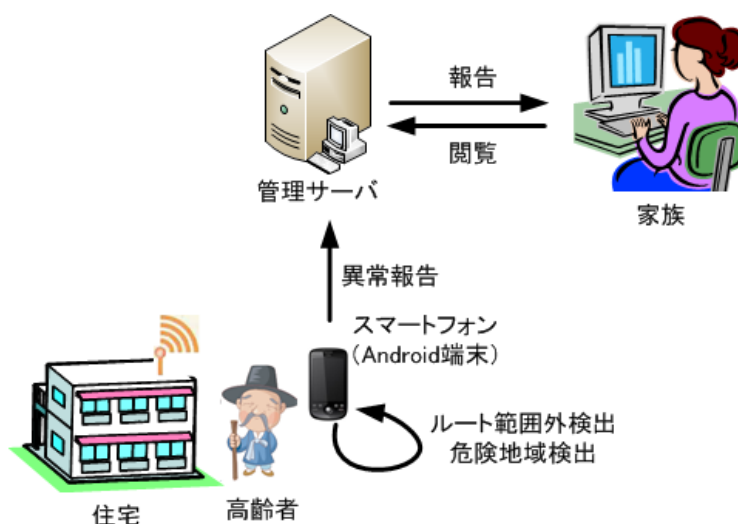 報告
閲覧
管理サーバ
家族
異常報告
スマートフォン
(Android端末)
ルート範囲外検出
危険地域検出
住宅
高齢者